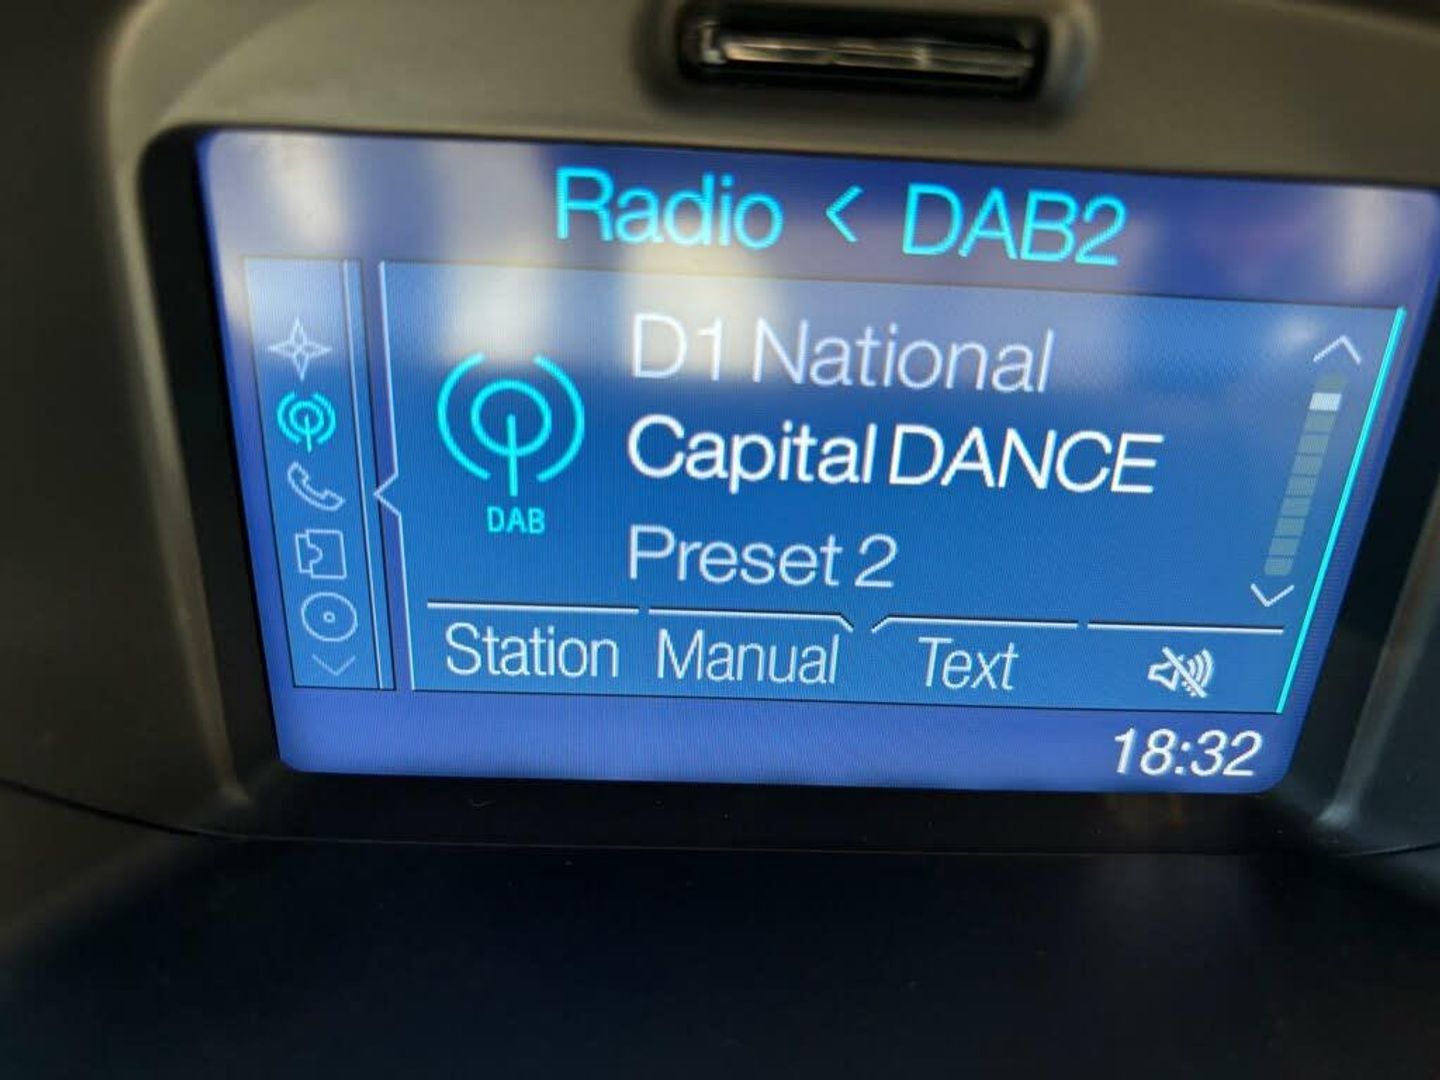 Radio < DAB2
D1 National
Capital DANCE
DAB
Preset 2
Station Manual Text
18:32